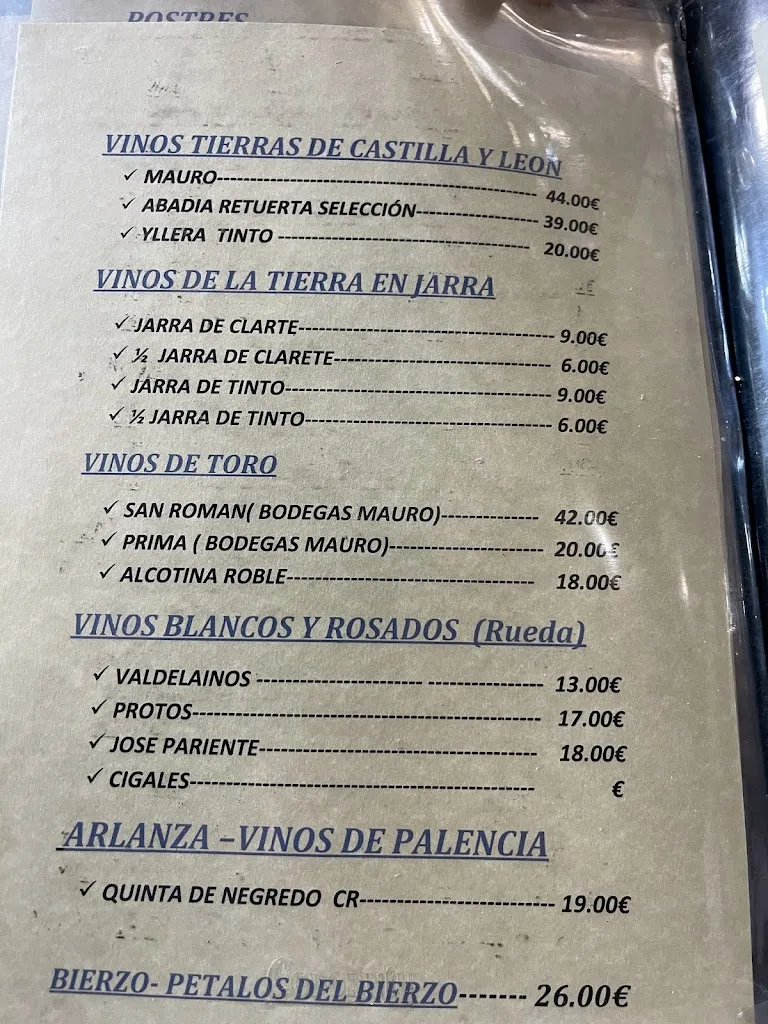 POSTRES
VINOS TIERRAS DE CASTILLA Y LEON
✓ MAURO------------------------------------------------ 44.00€
✓ ABADIA RETUERTA SELECCIÓN------------------ 39.00€
✓ YLLERA TINTO ------------------------------------- 20.00€
VINOS DE LA TIERRA EN JARRA
✓ JARRA DE CLARTE-------------------------------------- 9.00€
✓ ½ JARRA DE CLARETE-------------------------------- 6.00€
✓ JARRA DE TINTO--------------------------------------- 9.00€
✓ ½ JARRA DE TINTO------------------------------------ 6.00€
VINOS DE TORO
✓ SAN ROMAN( BODEGAS MAURO)-------------- 42.00€
✓ PRIMA ( BODEGAS MAURO)---------------------- 20.00€
✓ ALCOTINA ROBLE----------------------------------- 18.00€
VINOS BLANCOS Y ROSADOS (Rueda)
✓ VALDELAINOS ----------------------- ---------------- 13.00€
✓ PROTOS------------------------------------------------ 17.00€
✓ JOSE PARIENTE-------------------------------------- 18.00€
✓ CIGALES----------------------------------------------- €
ARLANZA –VINOS DE PALENCIA
✓ QUINTA DE NEGREDO CR-------------------------- 19.00€
BIERZO- PETALOS DEL BIERZO------- 26.00€